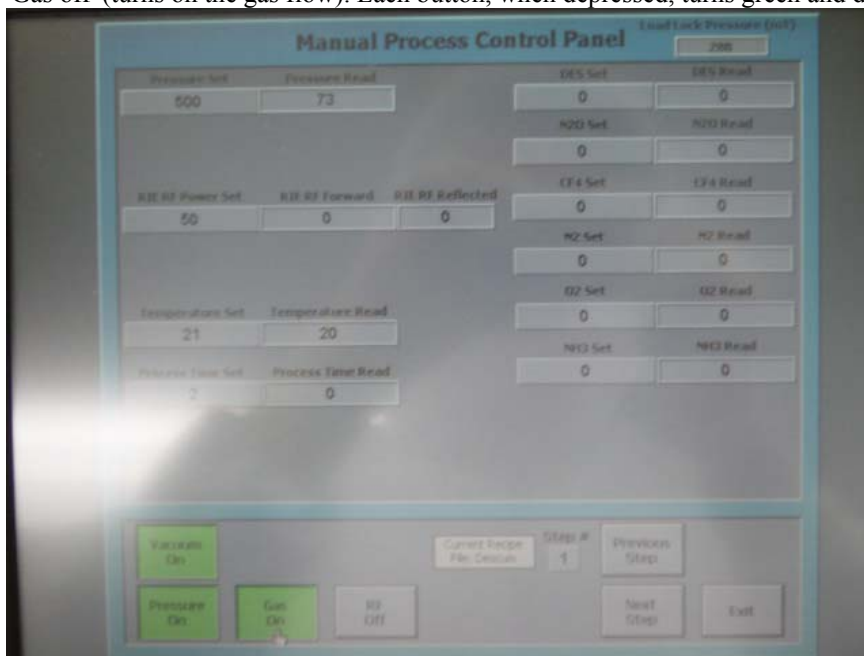 'Gas off' (turns on the gas flow). Each button, when depressed, turns green and d
Manual Process Control Panel
Load Lock Pressure (mT)
288
Pressure Set Pressure Read
500 73
DES Set DES Read
0 0
N2O Set N2O Read
0 0
RIE RF Power Set RIE RF Forward RIE RF Reflected
50 0 0
CF4 Set CF4 Read
0 0
N2 Set N2 Read
0 0
O2 Set O2 Read
0 0
Temperature Set Temperature Read
21 20
NH3 Set NH3 Read
0 0
Process Time Set Process Time Read
2 0
Vacuum
On
Current Recipe
File: Descum
Step #
1
Previous
Step
Pressure
On
Gas
On
RF
Off
Next
Step
Exit